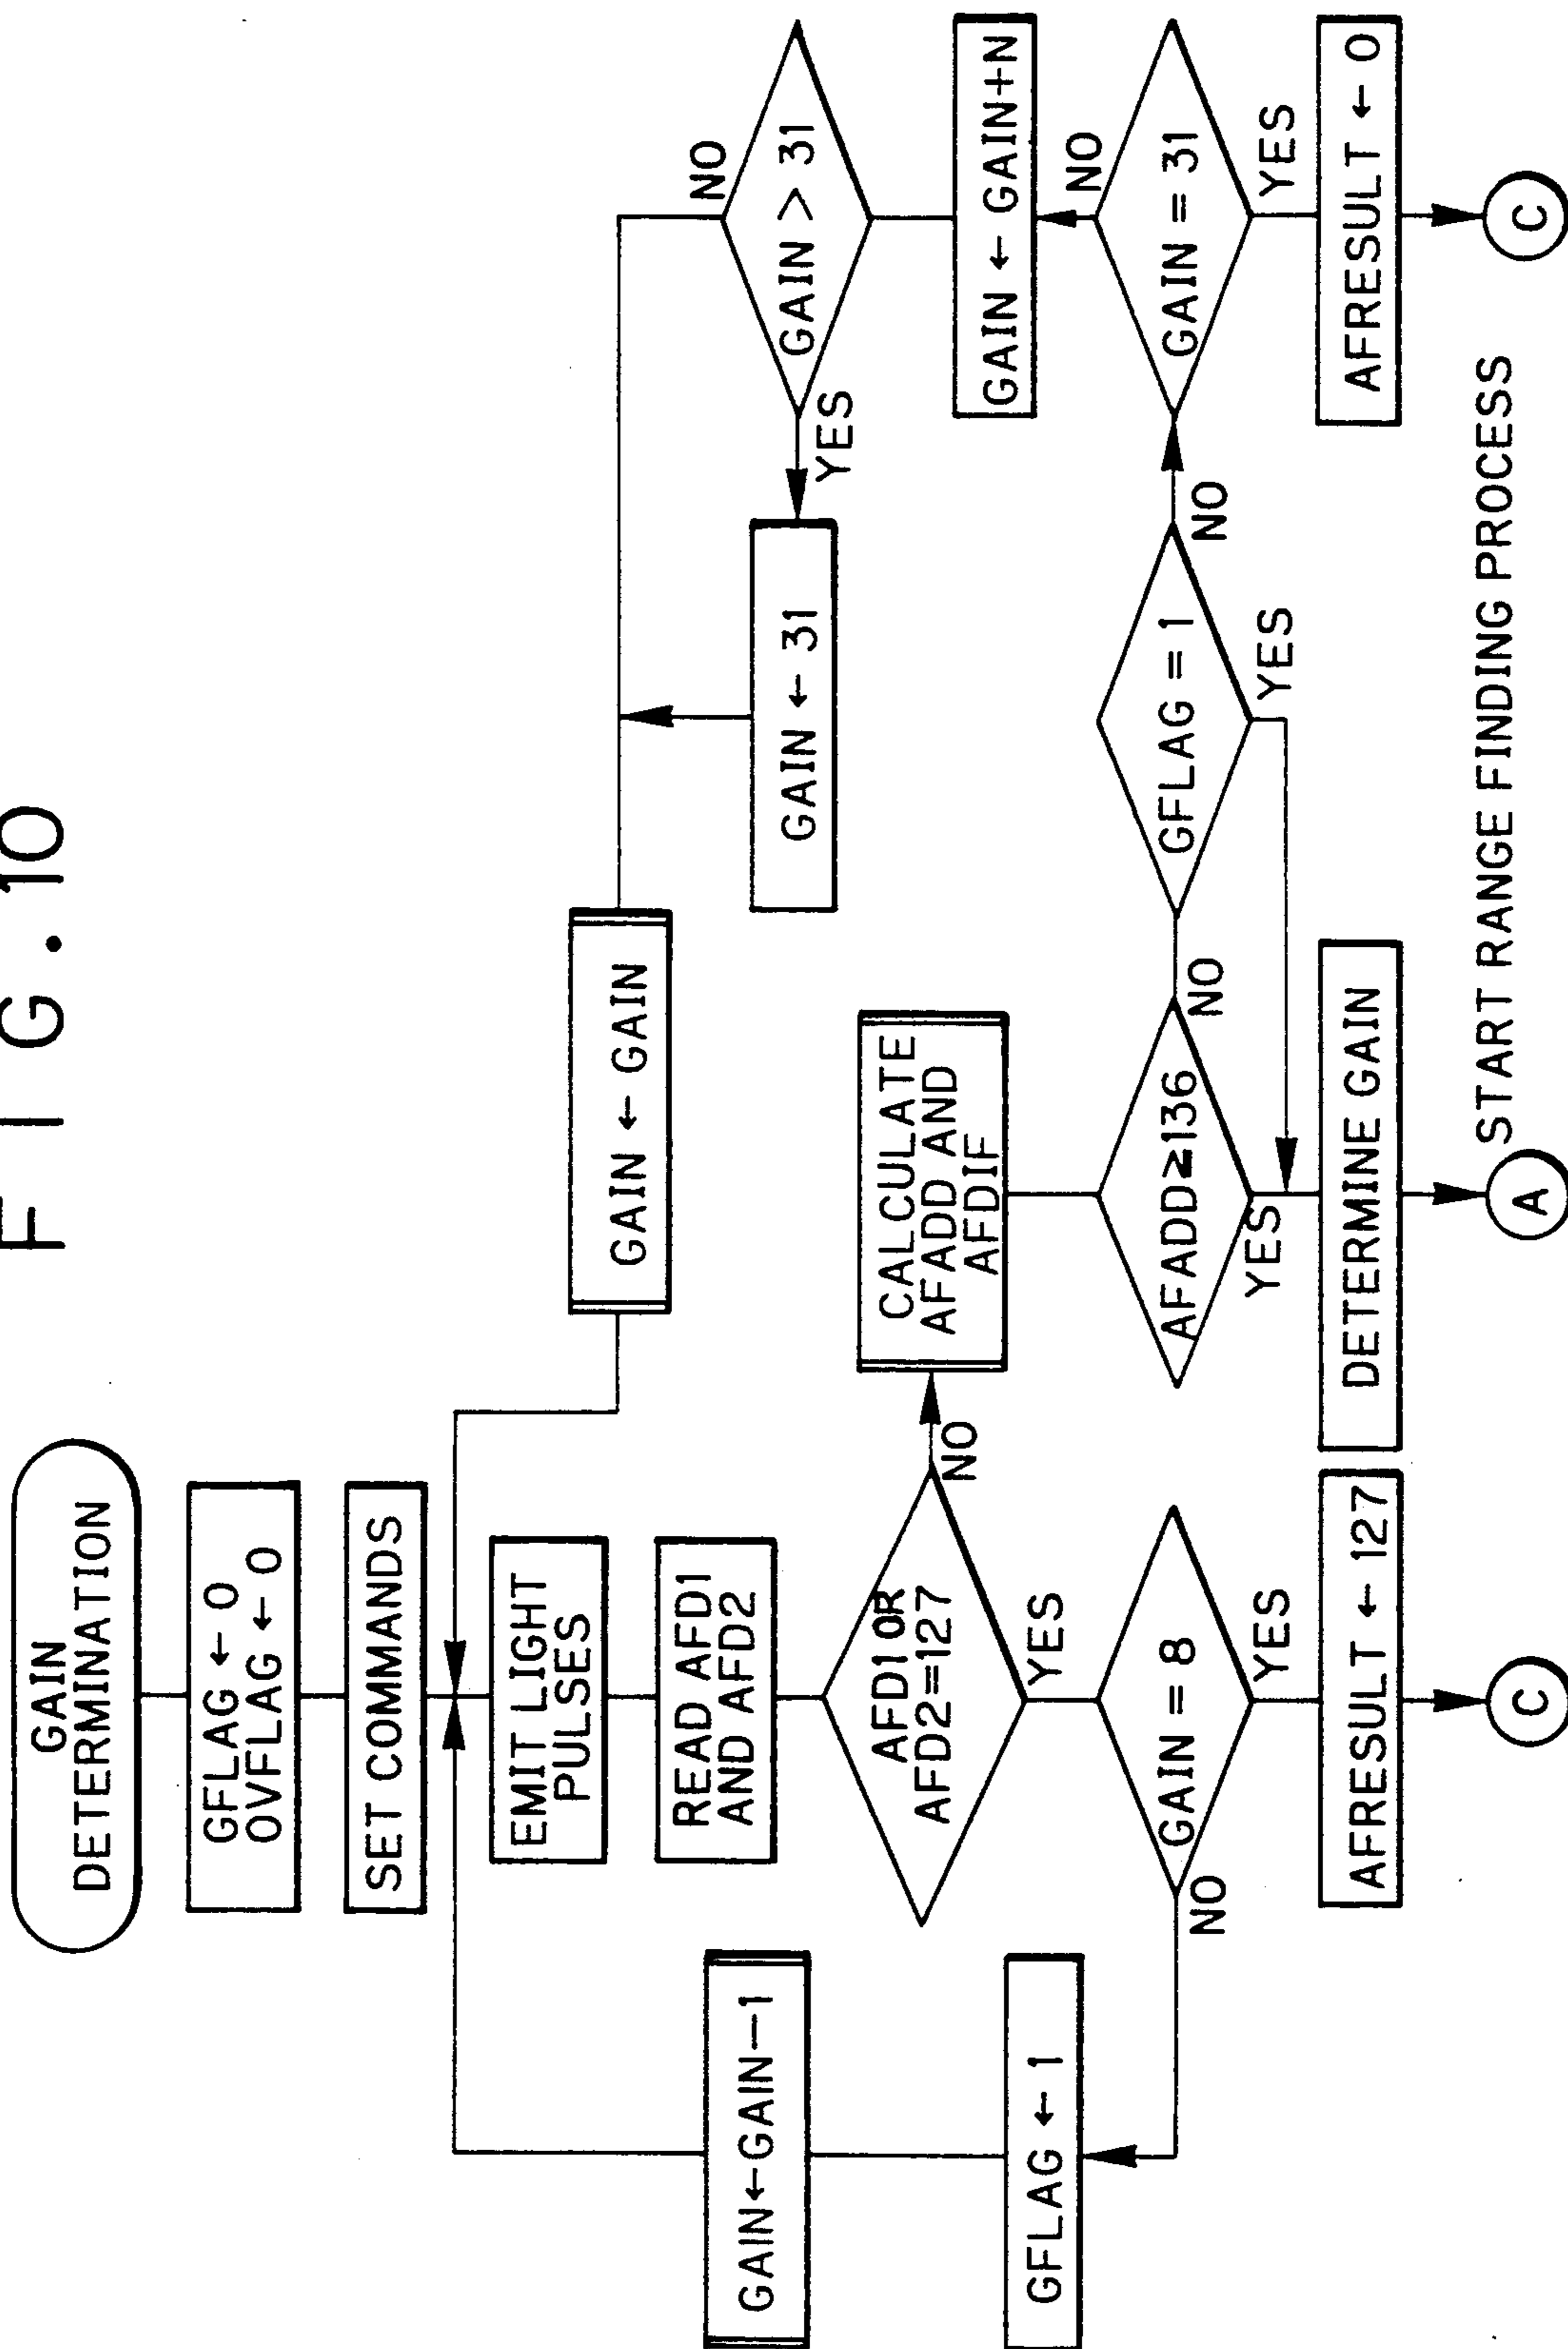 FIG.10
GAIN
DETERMINATION
GFLAG ← 0
OVFLAG ← 0
SET COMMANDS
EMIT LIGHT
PULSES
READ AFD1
AND AFD2
AFD1 OR
AFD2=127
YES
NO
GAIN = 8
NO
YES
AFRESULT ← 127
C
GFLAG ← 1
GAIN←GAIN-1
CALCULATE
AFADD AND
AFDIF
AFADD≥136
YES
NO
DETERMINE GAIN
A
START RANGE FINDING PROCESS
GFLAG = 1
YES
NO
GAIN = 31
NO
YES
AFRESULT ← 0
C
GAIN ← GAIN+N
GAIN > 31
NO
YES
GAIN ← 31
GAIN ← GAIN